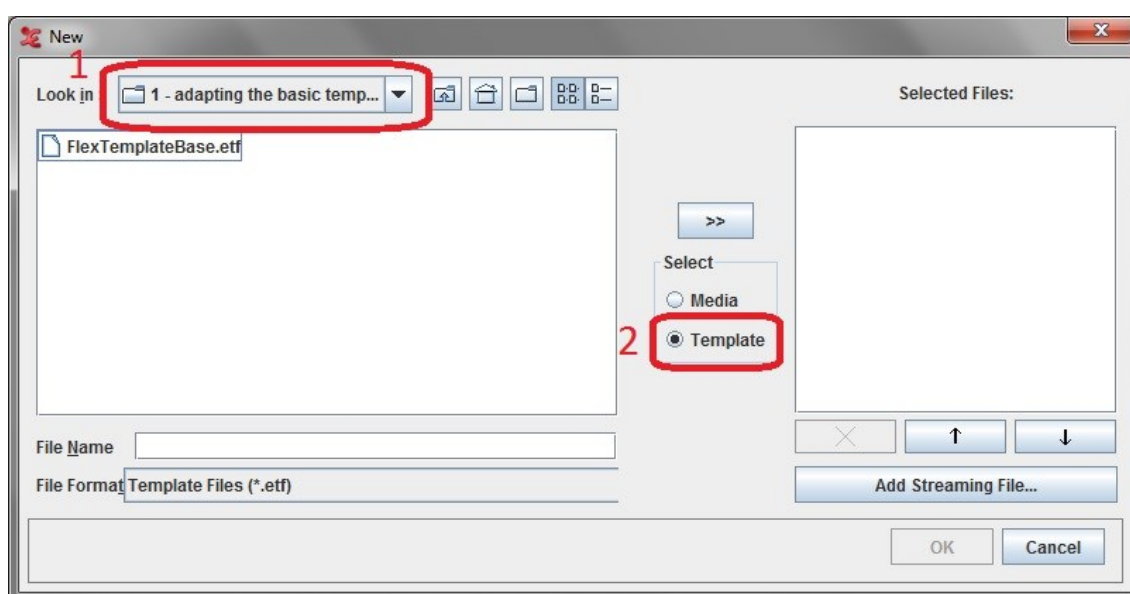 New
1
Look in
1 - adapting the basic temp...
Selected Files:
FlexTemplateBase.etf
>>
Select
Media
2
Template
File Name
File Format
Template Files (*.etf)
Add Streaming File...
OK
Cancel